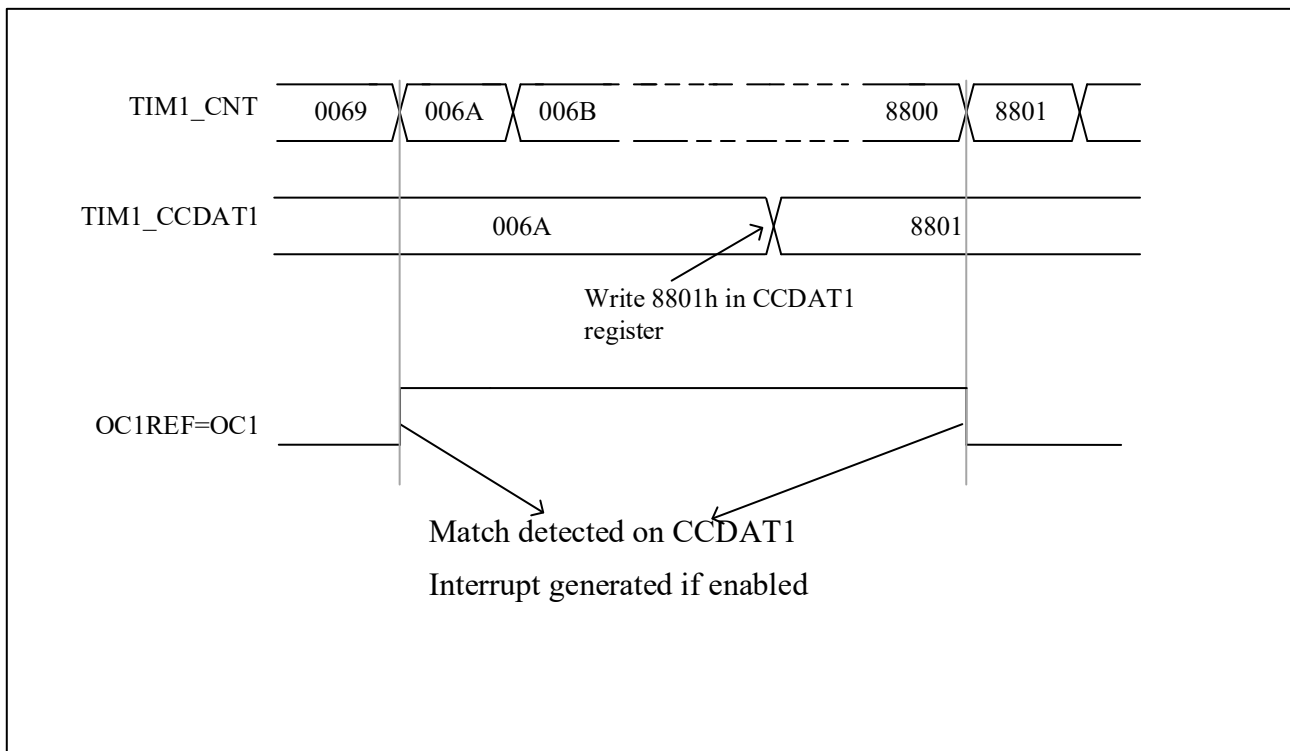 TIM1_CNT 0069 006A 006B 8800 8801
TIM1_CCDAT1 006A 8801
Write 8801h in CCDAT1
register
OC1REF=OC1
Match detected on CCDAT1
Interrupt generated if enabled